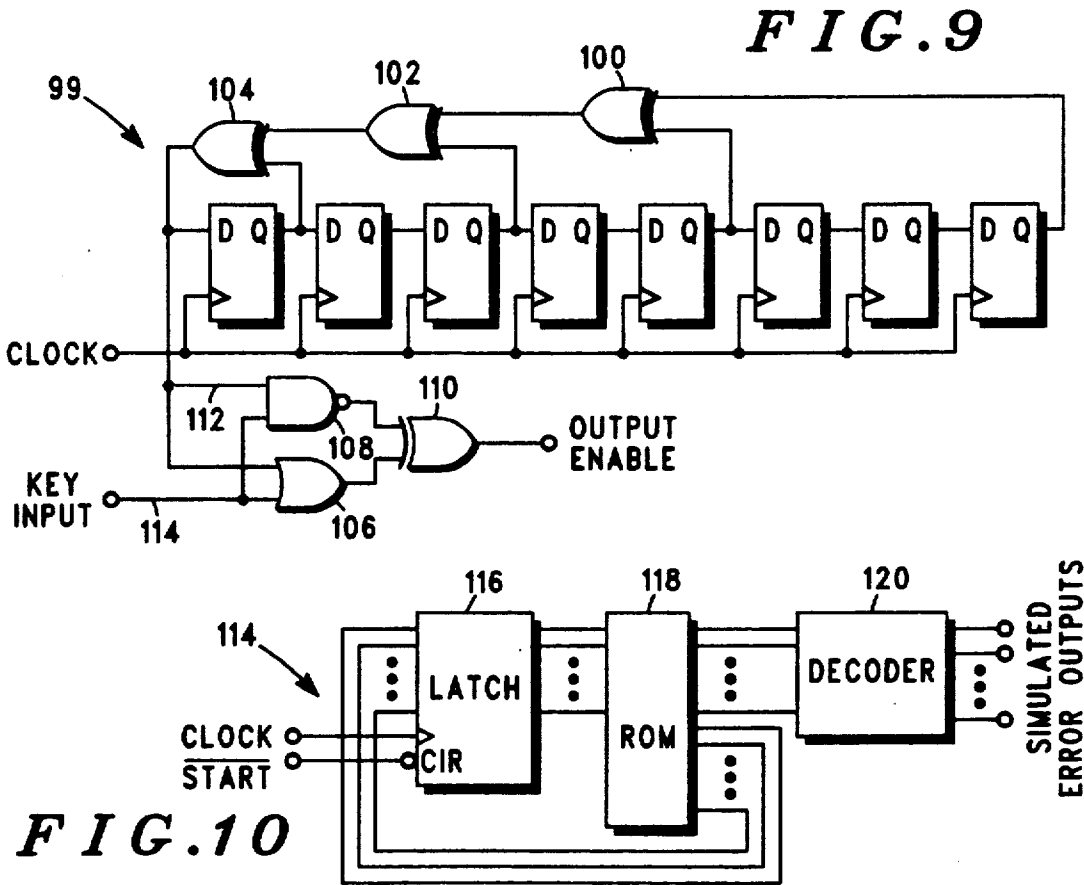 FIG.9
100
102
104
99
D Q
D Q
D Q
D Q
D Q
D Q
D Q
D Q
CLOCK
112
108
110
OUTPUT
ENABLE
KEY
INPUT
114
106
116
118
120
114
LATCH
ROM
DECODER
SIMULATED
ERROR OUTPUTS
CLOCK
START
CIR
FIG.10